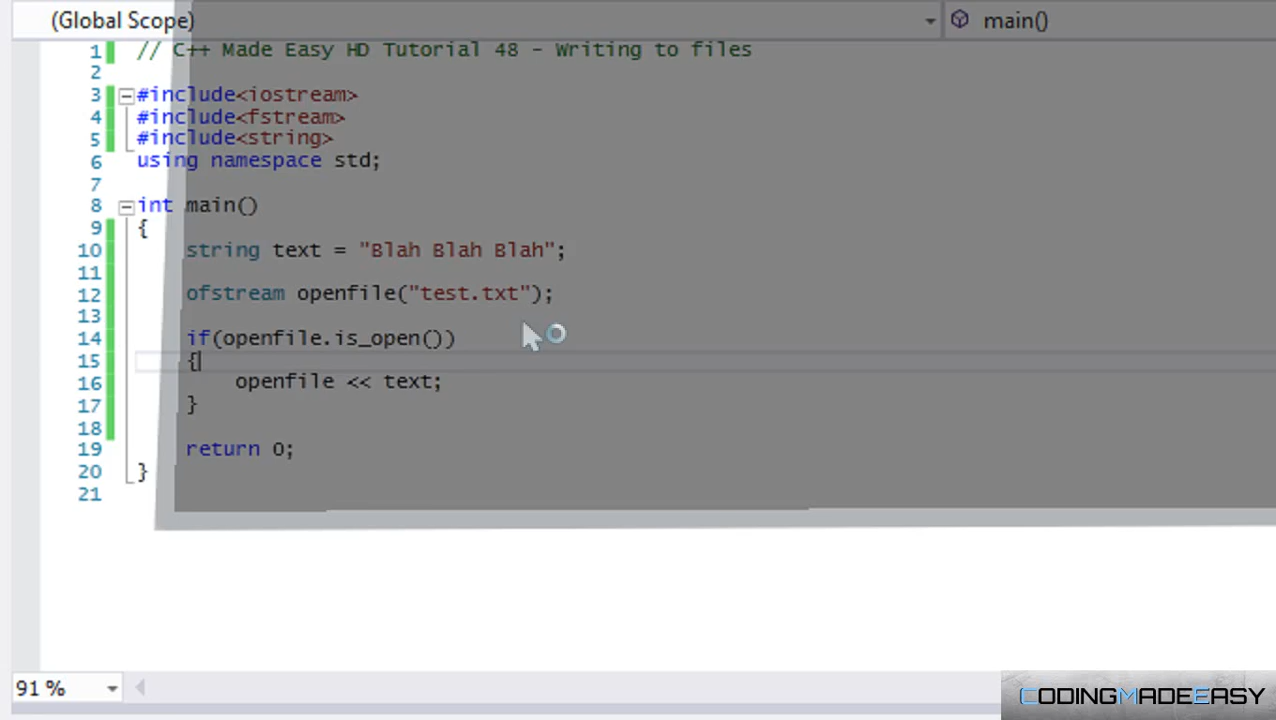 (Global Scope) main()
1 // C++ Made Easy HD Tutorial 48 - Writing to files
2
3 #include<iostream>
4 #include<fstream>
5 #include<string>
6 using namespace std;
7
8 int main()
9 {
10 string text = "Blah Blah Blah";
11
12 ofstream openfile("test.txt");
13
14 if(openfile.is_open())
15 {
16 openfile << text;
17 }
18
19 return 0;
20 }
21
91 %
CODINGMADEEASY